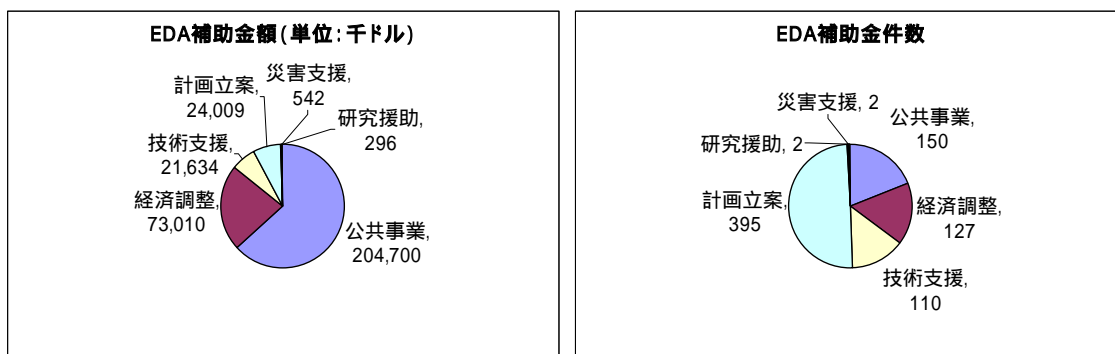 EDA補助金額(単位:千ドル)
災害支援,
542
計画立案,
24,009
研究援助,
296
技術支援,
21,634
経済調整,
73,010
公共事業,
204,700
EDA補助金件数
災害支援, 2
公共事業,
150
研究援助, 2
計画立案,
395
経済調整,
127
技術支援,
110